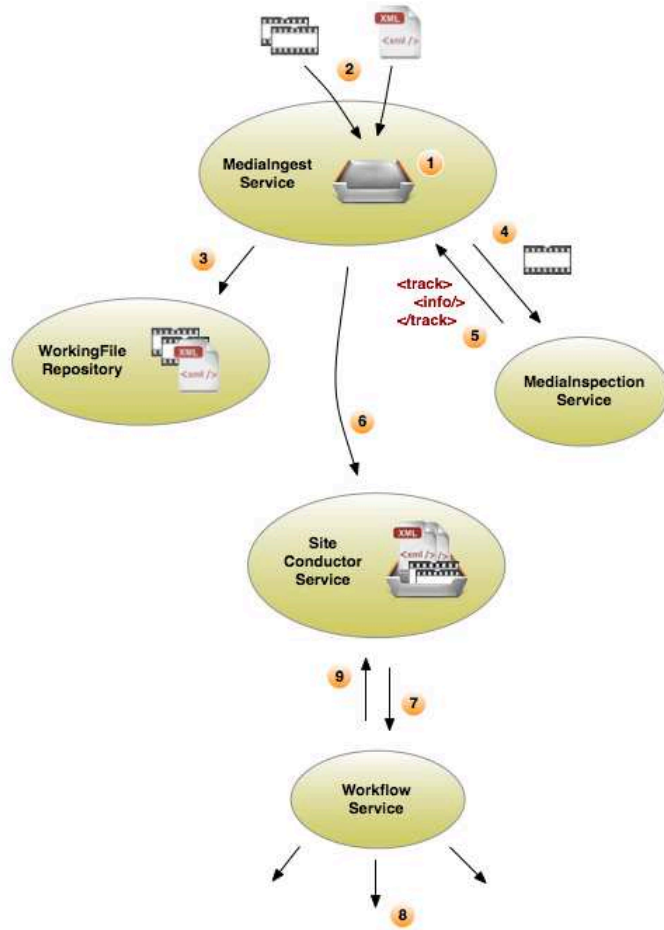 XML
<xml />
2
MediaIngest
Service
1
3
4
<track>
<info/>
</track>
5
WorkingFile
Repository
XML
<xml />
MediaInspection
Service
6
Site
Conductor
Service
XML
<xml />
9
7
Workflow
Service
8